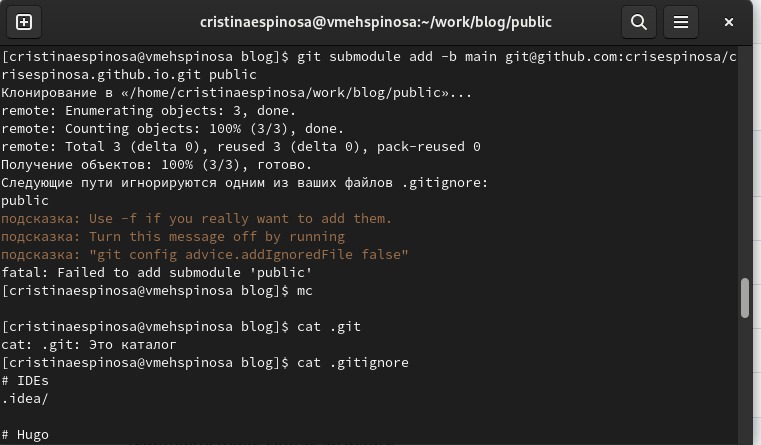 cristinaespinosa@vmehspinosa:~/work/blog/public
[cristinaespinosa@vmehspinosa blog]$ git submodule add -b main git@github.com:crisespinosa/c
risespinosa.github.io.git public
Клонирование в «/home/cristinaespinosa/work/blog/public»...
remote: Enumerating objects: 3, done.
remote: Counting objects: 100% (3/3), done.
remote: Total 3 (delta 0), reused 3 (delta 0), pack-reused 0
Получение объектов: 100% (3/3), готово.
Следующие пути игнорируются одним из ваших файлов .gitignore:
public
подсказка: Use -f if you really want to add them.
подсказка: Turn this message off by running
подсказка: "git config advice.addIgnoredFile false"
fatal: Failed to add submodule 'public'
[cristinaespinosa@vmehspinosa blog]$ mc
[cristinaespinosa@vmehspinosa blog]$ cat .git
cat: .git: Это каталог
[cristinaespinosa@vmehspinosa blog]$ cat .gitignore
# IDEs
.idea/
# Hugo